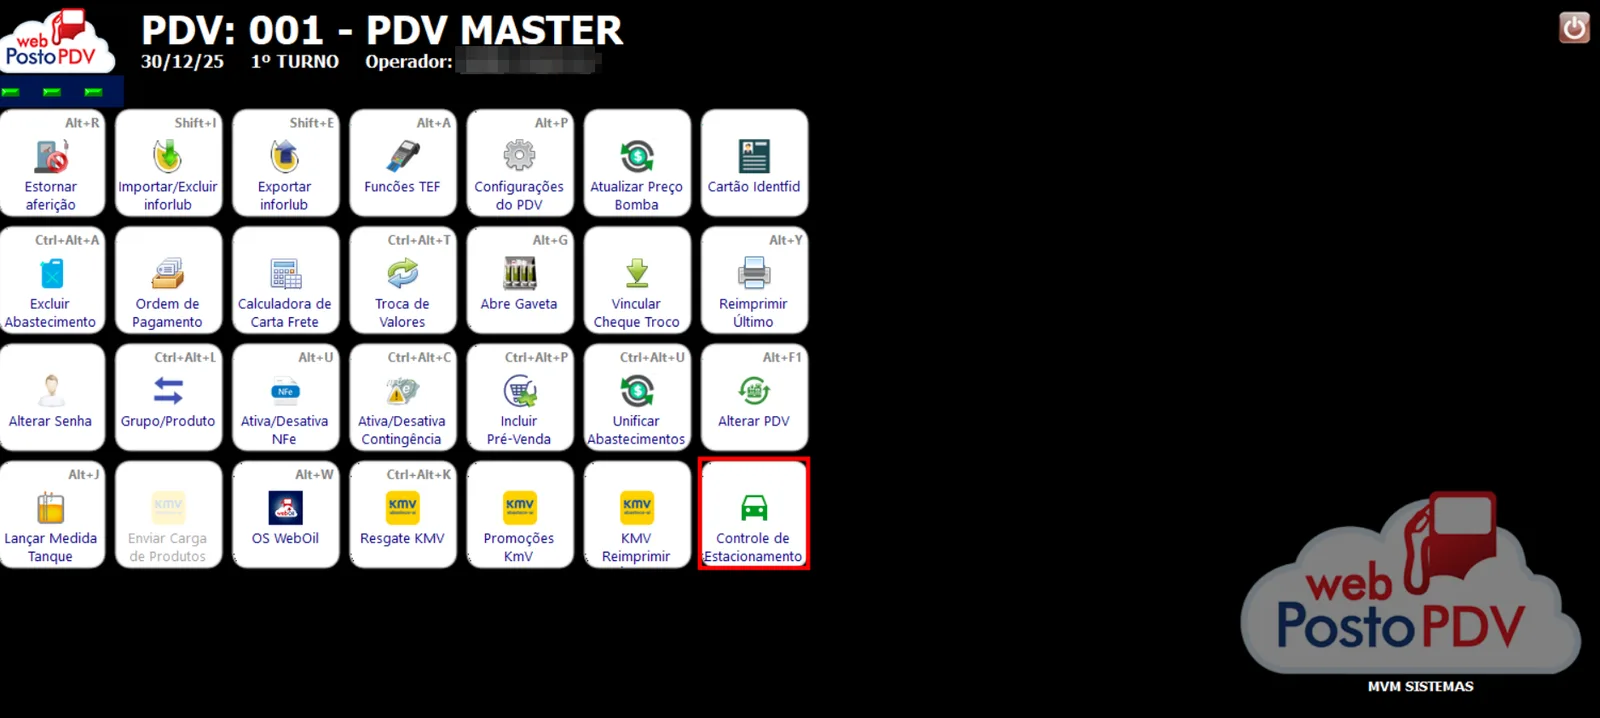 web
PostoPDV
PDV: 001 - PDV MASTER
30/12/25 1º TURNO Operador:
Alt+R
Estornar
aferição
Shift+I
Importar/Excluir
inforlub
Shift+E
Exportar
inforlub
Alt+A
Funcões TEF
Alt+P
Configurações
do PDV
Atualizar Preço
Bomba
Cartão Identfid
Ctrl+Alt+A
Excluir
Abastecimento
Ordem de
Pagamento
Calculadora de
Carta Frete
Ctrl+Alt+T
Troca de
Valores
Alt+G
Abre Gaveta
Vincular
Cheque Troco
Alt+Y
Reimprimir
Último
Alterar Senha
Ctrl+Alt+L
Grupo/Produto
Alt+U
NFe
Ativa/Desativa
NFe
Ctrl+Alt+C
Ativa/Desativa
Contingência
Ctrl+Alt+P
Incluir
Pré-Venda
Ctrl+Alt+U
Unificar
Abastecimentos
Alt+F1
Alterar PDV
Alt+J
Lançar Medida
Tanque
KMV
Enviar Carga
de Produtos
Alt+W
OS WebOil
Ctrl+Alt+K
KMV
Resgate KMV
KMV
Promoções
KmV
KMV
KMV
Reimprimir
Controle de
Estacionamento
web
PostoPDV
MVM SISTEMAS